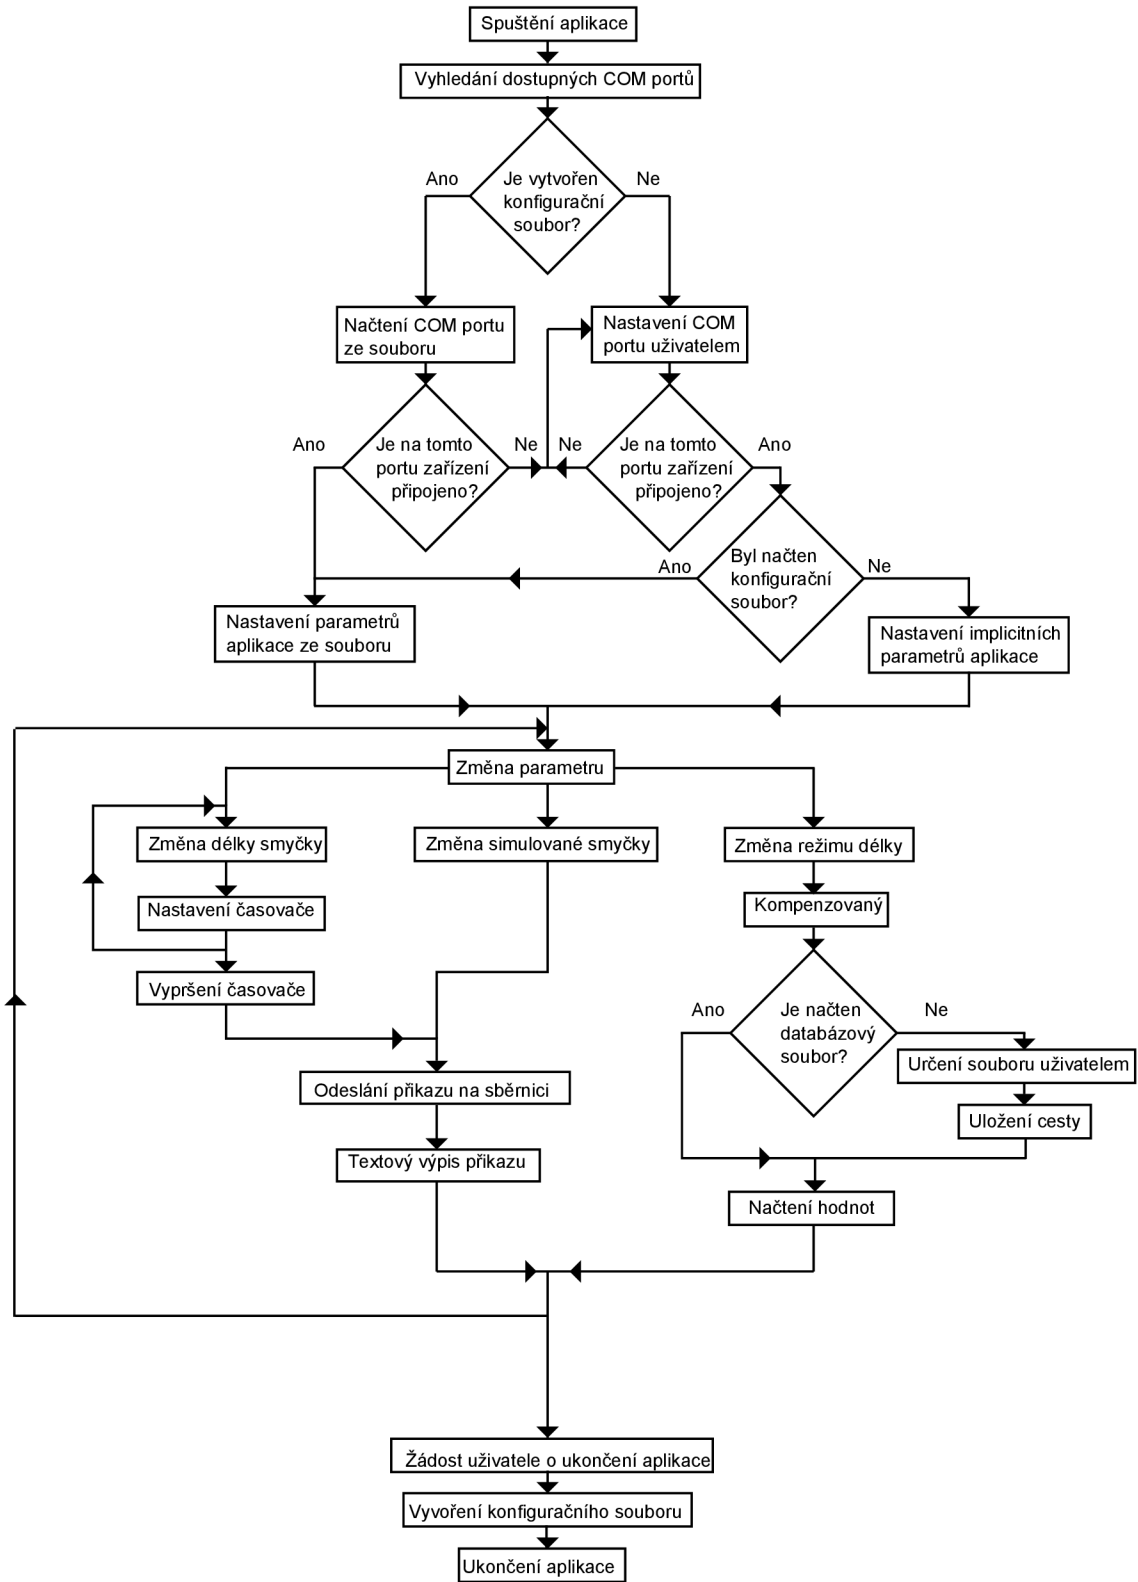 Spuštění aplikace
Vyhledání dostupných COM portů
Ano
Je vytvořen
konfigurační
soubor?
Ne
Načtení COM portu
ze souboru
Nastavení COM
portu uživatelem
Ano
Je na tomto
portu zařízení
připojeno?
Ne
Ne
Je na tomto
portu zařízení
připojeno?
Ano
Ano
Byl načten
konfigurační
soubor?
Ne
Nastavení parametrů
aplikace ze souboru
Nastavení implicitních
parametrů aplikace
Změna parametru
Změna délky smyčky
Změna simulované smyčky
Změna režimu délky
Nastavení časovače
Kompenzovaný
Vypršení časovače
Ano
Je načten
databázový
soubor?
Ne
Určení souboru uživatelem
Odeslání přikazu na sběrnici
Uložení cesty
Textový výpis přikazu
Načtení hodnot
Žádost uživatele o ukončení aplikace
Vyvoření konfiguračního souboru
Ukončení aplikace